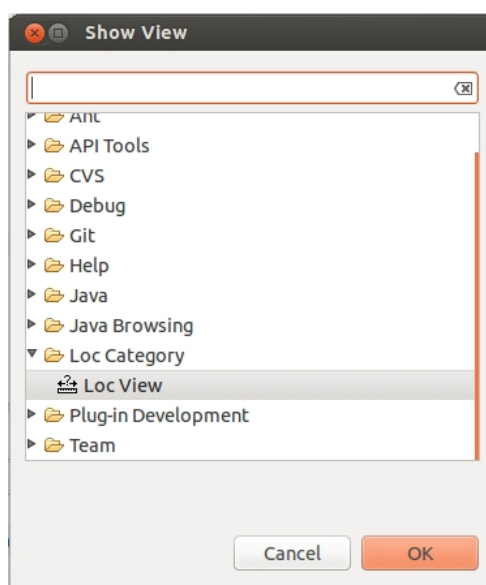 Show View
Ant
API Tools
CVS
Debug
Git
Help
Java
Java Browsing
Loc Category
Loc View
Plug-in Development
Team
Cancel
OK